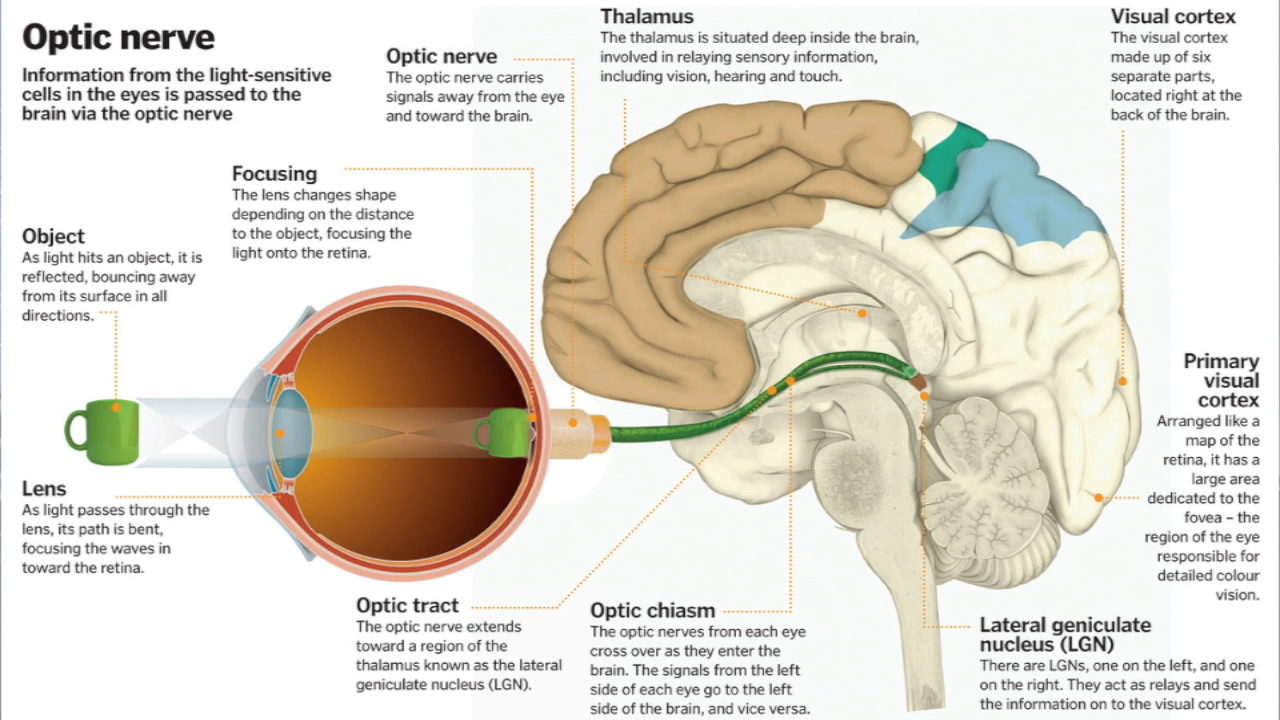 Optic nerve
Information from the light-sensitive
cells in the eyes is passed to the
brain via the optic nerve
Optic nerve
The optic nerve carries
signals away from the eye
and toward the brain.
Thalamus
The thalamus is situated deep inside the brain,
involved in relaying sensory information,
including vision, hearing and touch.
Visual cortex
The visual cortex
made up of six
separate parts,
located right at the
back of the brain.
Focusing
The lens changes shape
depending on the distance
to the object, focusing the
light onto the retina.
Object
As light hits an object, it is
reflected, bouncing away
from its surface in all
directions.
Primary
visual
cortex
Arranged like a
map of the
retina, it has a
large area
dedicated to the
fovea – the
region of the eye
responsible for
detailed colour
vision.
Lens
As light passes through the
lens, its path is bent,
focusing the waves in
toward the retina.
Optic tract
The optic nerve extends
toward a region of the
thalamus known as the lateral
geniculate nucleus (LGN).
Optic chiasm
The optic nerves from each eye
cross over as they enter the
brain. The signals from the left
side of each eye go to the left
side of the brain, and vice versa.
Lateral geniculate
nucleus (LGN)
There are LGNs, one on the left, and one
on the right. They act as relays and send
the information on to the visual cortex.